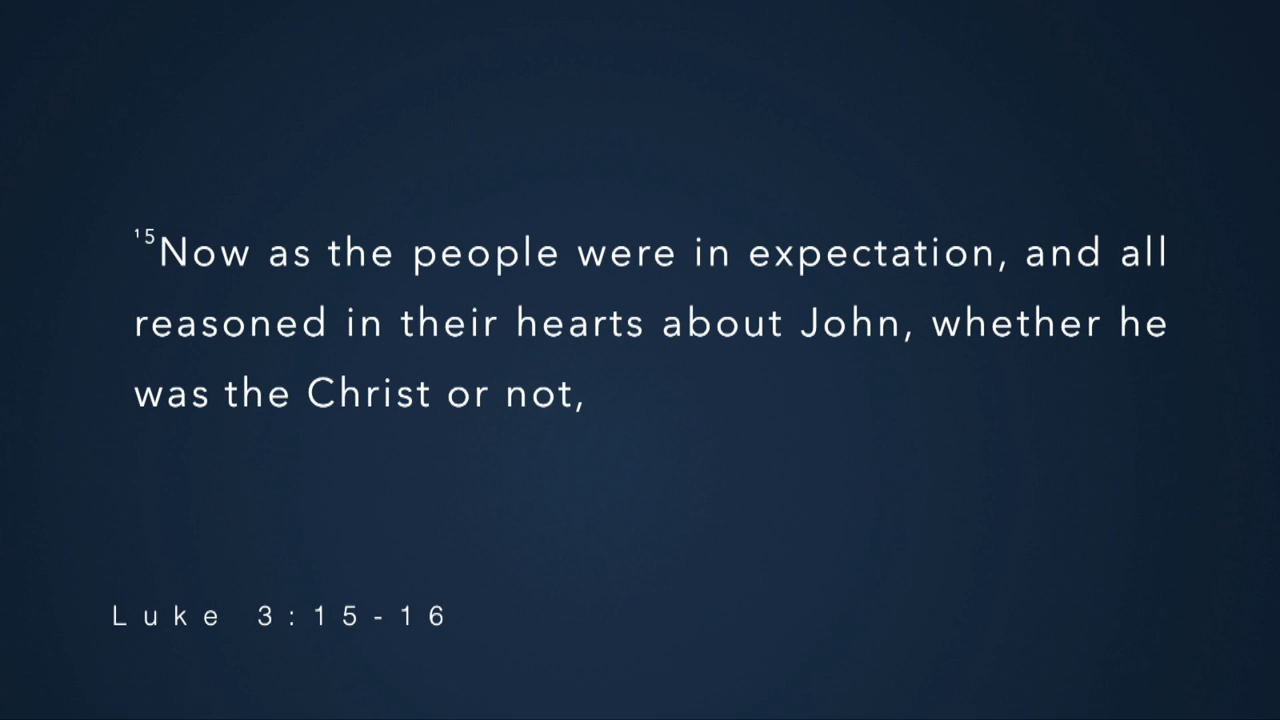 ¹⁵Now as the people were in expectation, and all
reasoned in their hearts about John, whether he
was the Christ or not,
Luke 3:15-16